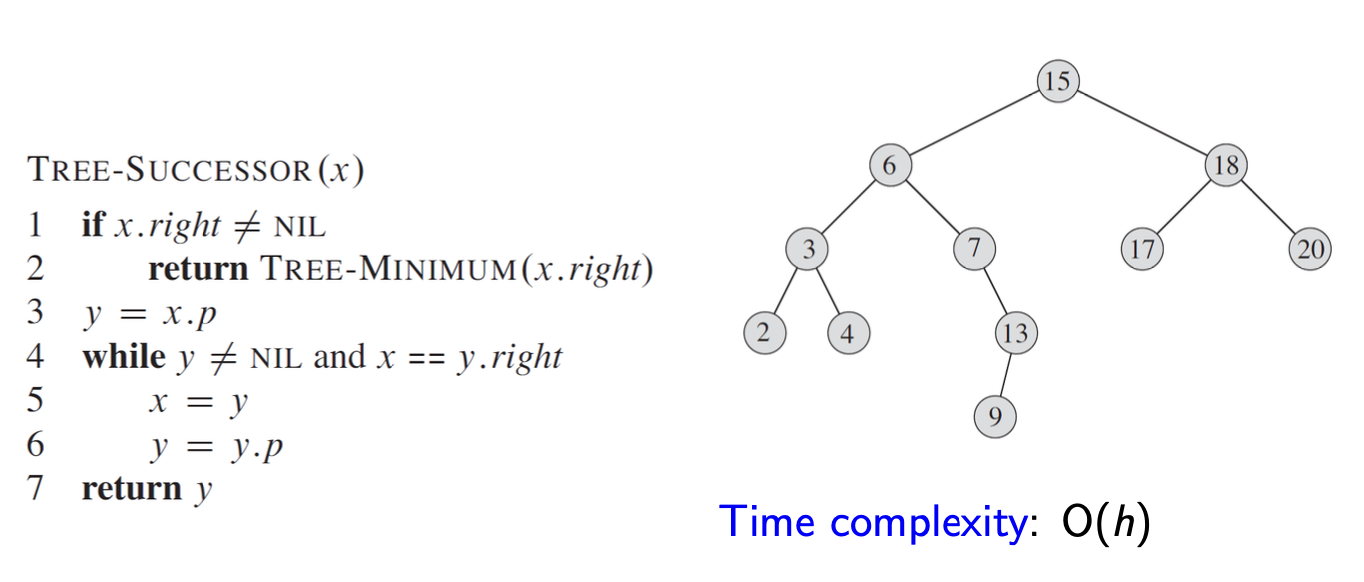 TREE-SUCCESSOR(x)
1 if x.right ≠ NIL
2 return TREE-MINIMUM(x.right)
3 y = x.p
4 while y ≠ NIL and x == y.right
5 x = y
6 y = y.p
7 return y
15
6 18
3 7 17 20
2 4 13
9
Time complexity: O(h)